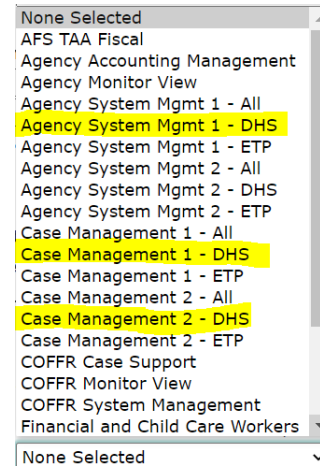 None Selected
AFS TAA Fiscal
Agency Accounting Management
Agency Monitor View
Agency System Mgmt 1 - All
Agency System Mgmt 1 - DHS
Agency System Mgmt 1 - ETP
Agency System Mgmt 2 - All
Agency System Mgmt 2 - DHS
Agency System Mgmt 2 - ETP
Case Management 1 - All
Case Management 1 - DHS
Case Management 1 - ETP
Case Management 2 - All
Case Management 2 - DHS
Case Management 2 - ETP
COFFR Case Support
COFFR Monitor View
COFFR System Management
Financial and Child Care Workers
None Selected